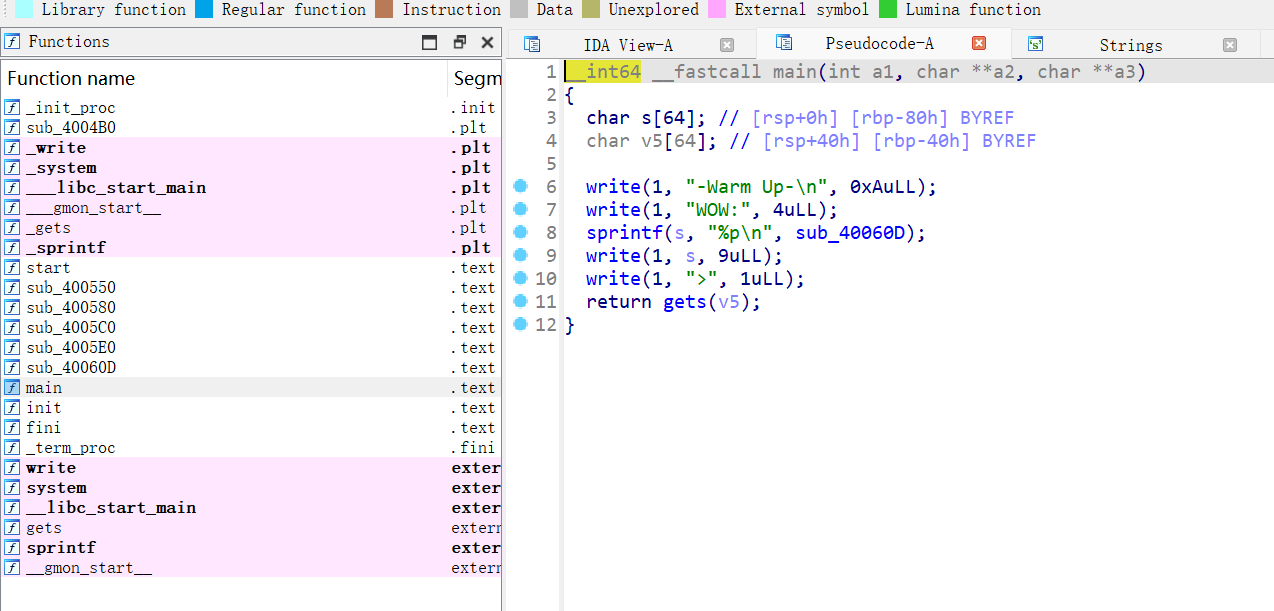 Library function Regular function Instruction Data Unexplored External symbol Lumina function
Functions
IDA View-A Pseudocode-A Strings
Function name Segm
_init_proc .init
sub_4004B0 .plt
_write .plt
_system .plt
___libc_start_main .plt
___gmon_start__ .plt
_gets .plt
_sprintf .plt
start .text
sub_400550 .text
sub_400580 .text
sub_4005C0 .text
sub_4005E0 .text
sub_40060D .text
main .text
init .text
fini .text
_term_proc .fini
write exter
system exter
__libc_start_main exter
gets extern
sprintf exter
__gmon_start__ extern
1 __int64 __fastcall main(int a1, char **a2, char **a3)
2 {
3 char s[64]; // [rsp+0h] [rbp-80h] BYREF
4 char v5[64]; // [rsp+40h] [rbp-40h] BYREF
5
6 write(1, "-Warm Up-\n", 0xAuLL);
7 write(1, "WOW:", 4uLL);
8 sprintf(s, "%p\n", sub_40060D);
9 write(1, s, 9uLL);
10 write(1, ">", 1uLL);
11 return gets(v5);
12 }